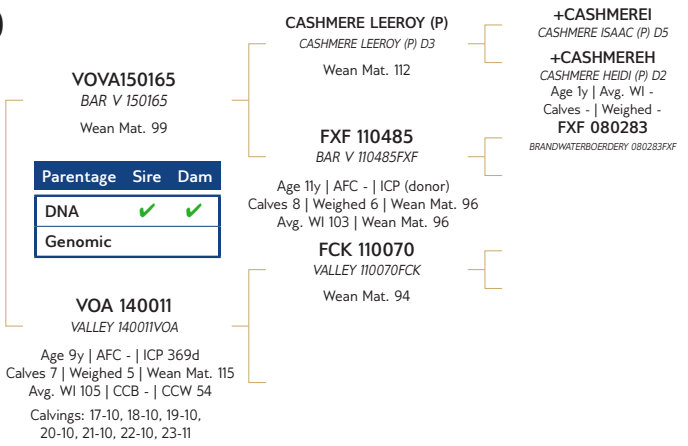 )
VOVA150165
BAR V 150165
Wean Mat. 99
Parentage Sire Dam
DNA ✔ ✔
Genomic
VOA 140011
VALLEY 140011VOA
Age 9y | AFC - | ICP 369d
Calves 7 | Weighed 5 | Wean Mat. 115
Avg. WI 105 | CCB - | CCW 54
Calvings: 17-10, 18-10, 19-10,
20-10, 21-10, 22-10, 23-11
CASHMERE LEEROY (P)
CASHMERE LEEROY (P) D3
Wean Mat. 112
FXF 110485
BAR V 110485FXF
Age 11y | AFC - | ICP (donor)
Calves 8 | Weighed 6 | Wean Mat. 96
Avg. WI 103 | Wean Mat. 96
FCK 110070
VALLEY 110070FCK
Wean Mat. 94
+CASHMEREI
CASHMERE ISAAC (P) D5
+CASHMEREH
CASHMERE HEIDI (P) D2
Age 1y | Avg. WI -
Calves - | Weighed -
FXF 080283
BRANDWATERBOERDERY 080283FXF